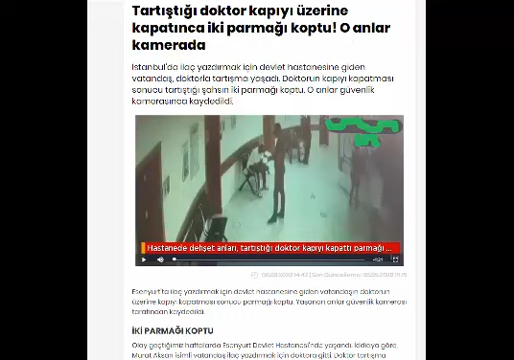 Tartıştığı doktor kapıyı üzerine
kapatınca iki parmağı koptu! O anlar
kamerada
İstanbul'da ilaç yazdırmak için devlet hastanesine giden
vatandaş, doktorla tartışma yaşadı. Doktorun kapıyı kapatması
sonucu tartıştığı şahsın iki parmağı koptu. O anlar güvenlik
kamerasınca kaydedildi.
Hastanede dehşet anları, tartıştığı doktor kapıyı kapattı parmağı ...
Esenyurt'ta ilaç yazdırmak için devlet hastanesine giden vatandaşın doktorun
üzerine kapıyı kapatması sonucu parmağı koptu. Yaşanan anlar güvenlik kamerası
tarafından kaydedildi.
İKİ PARMAĞI KOPTU
Olay geçtiğimiz haftalarda Esenyurt Devlet Hastanesi'nde yaşandı. İddiaya göre,
Murat Aksan isimli vatandaş ilaç yazdırmak için doktora gitti. Doktor tartışma